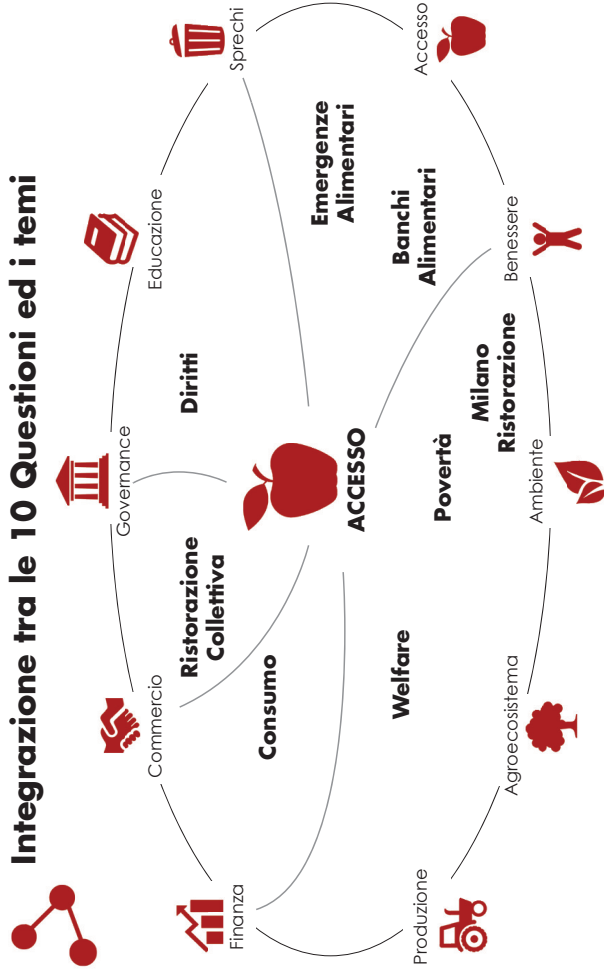 Integrazione tra le 10 Questioni ed i temi
Governance
Commercio
Educazione
Finanza
Sprechi
Diritti
Ristorazione
Collettiva
Consumo
Emergenze
Alimentari
ACCESSO
Banchi
Alimentari
Welfare
Povertà
Milano
Ristorazione
Produzione
Accesso
Agroecosistema
Ambiente
Benessere